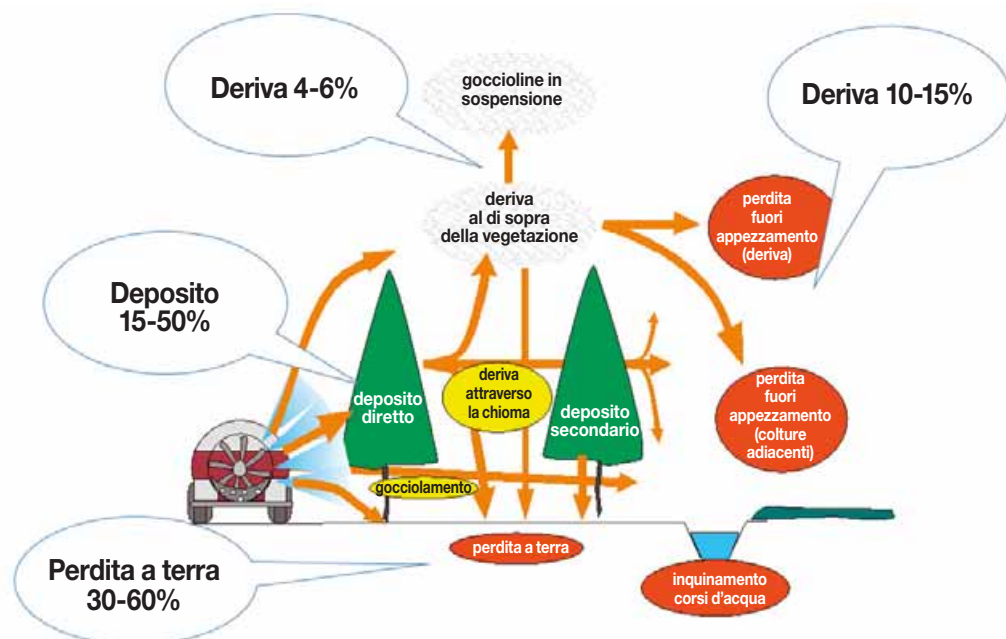 Deriva 4-6%
goccioline in
sospensione
Deriva 10-15%
deriva
al di sopra
della vegetazione
perdita
fuori
appezzamento
(deriva)
Deposito
15-50%
deposito
diretto
deriva
attraverso
la chioma
deposito
secondario
perdita
fuori
appezzamento
(colture
adiacenti)
gocciolamento
perdita a terra
Perdita a terra
30-60%
inquinamento
corsi d'acqua